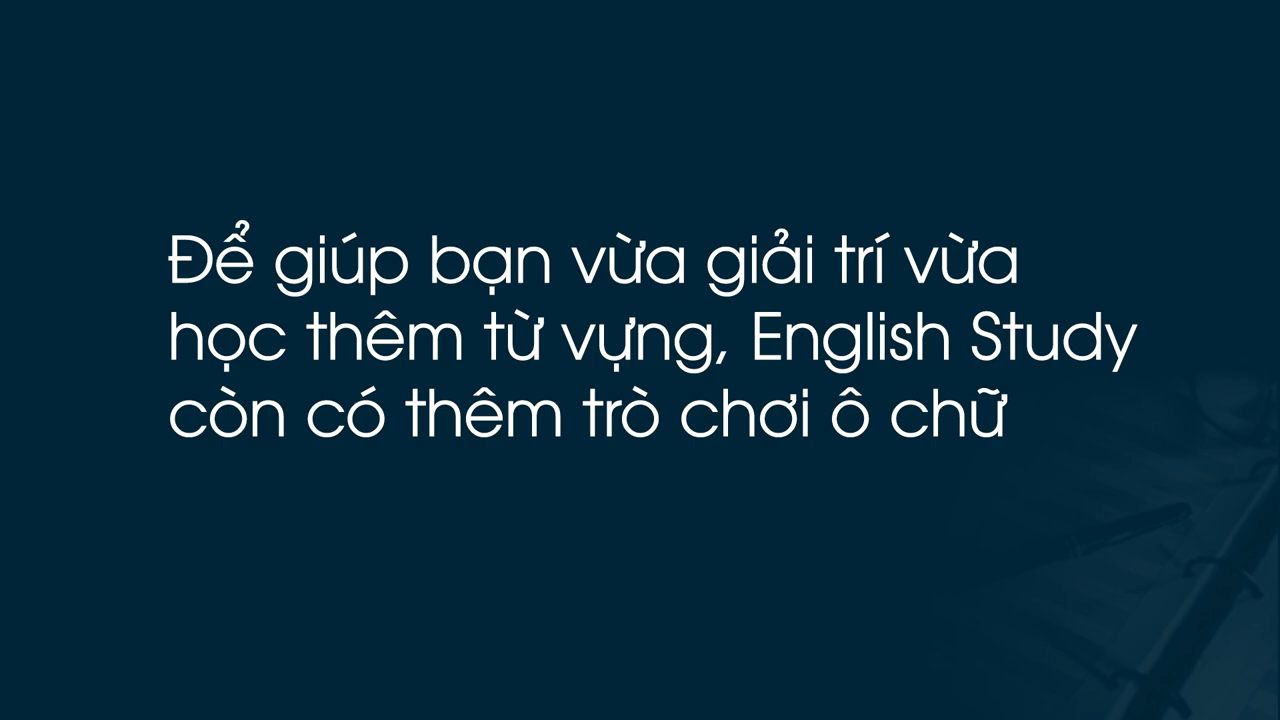 Để giúp bạn vừa giải trí vừa
học thêm từ vựng, English Study
còn có thêm trò chơi ô chữ